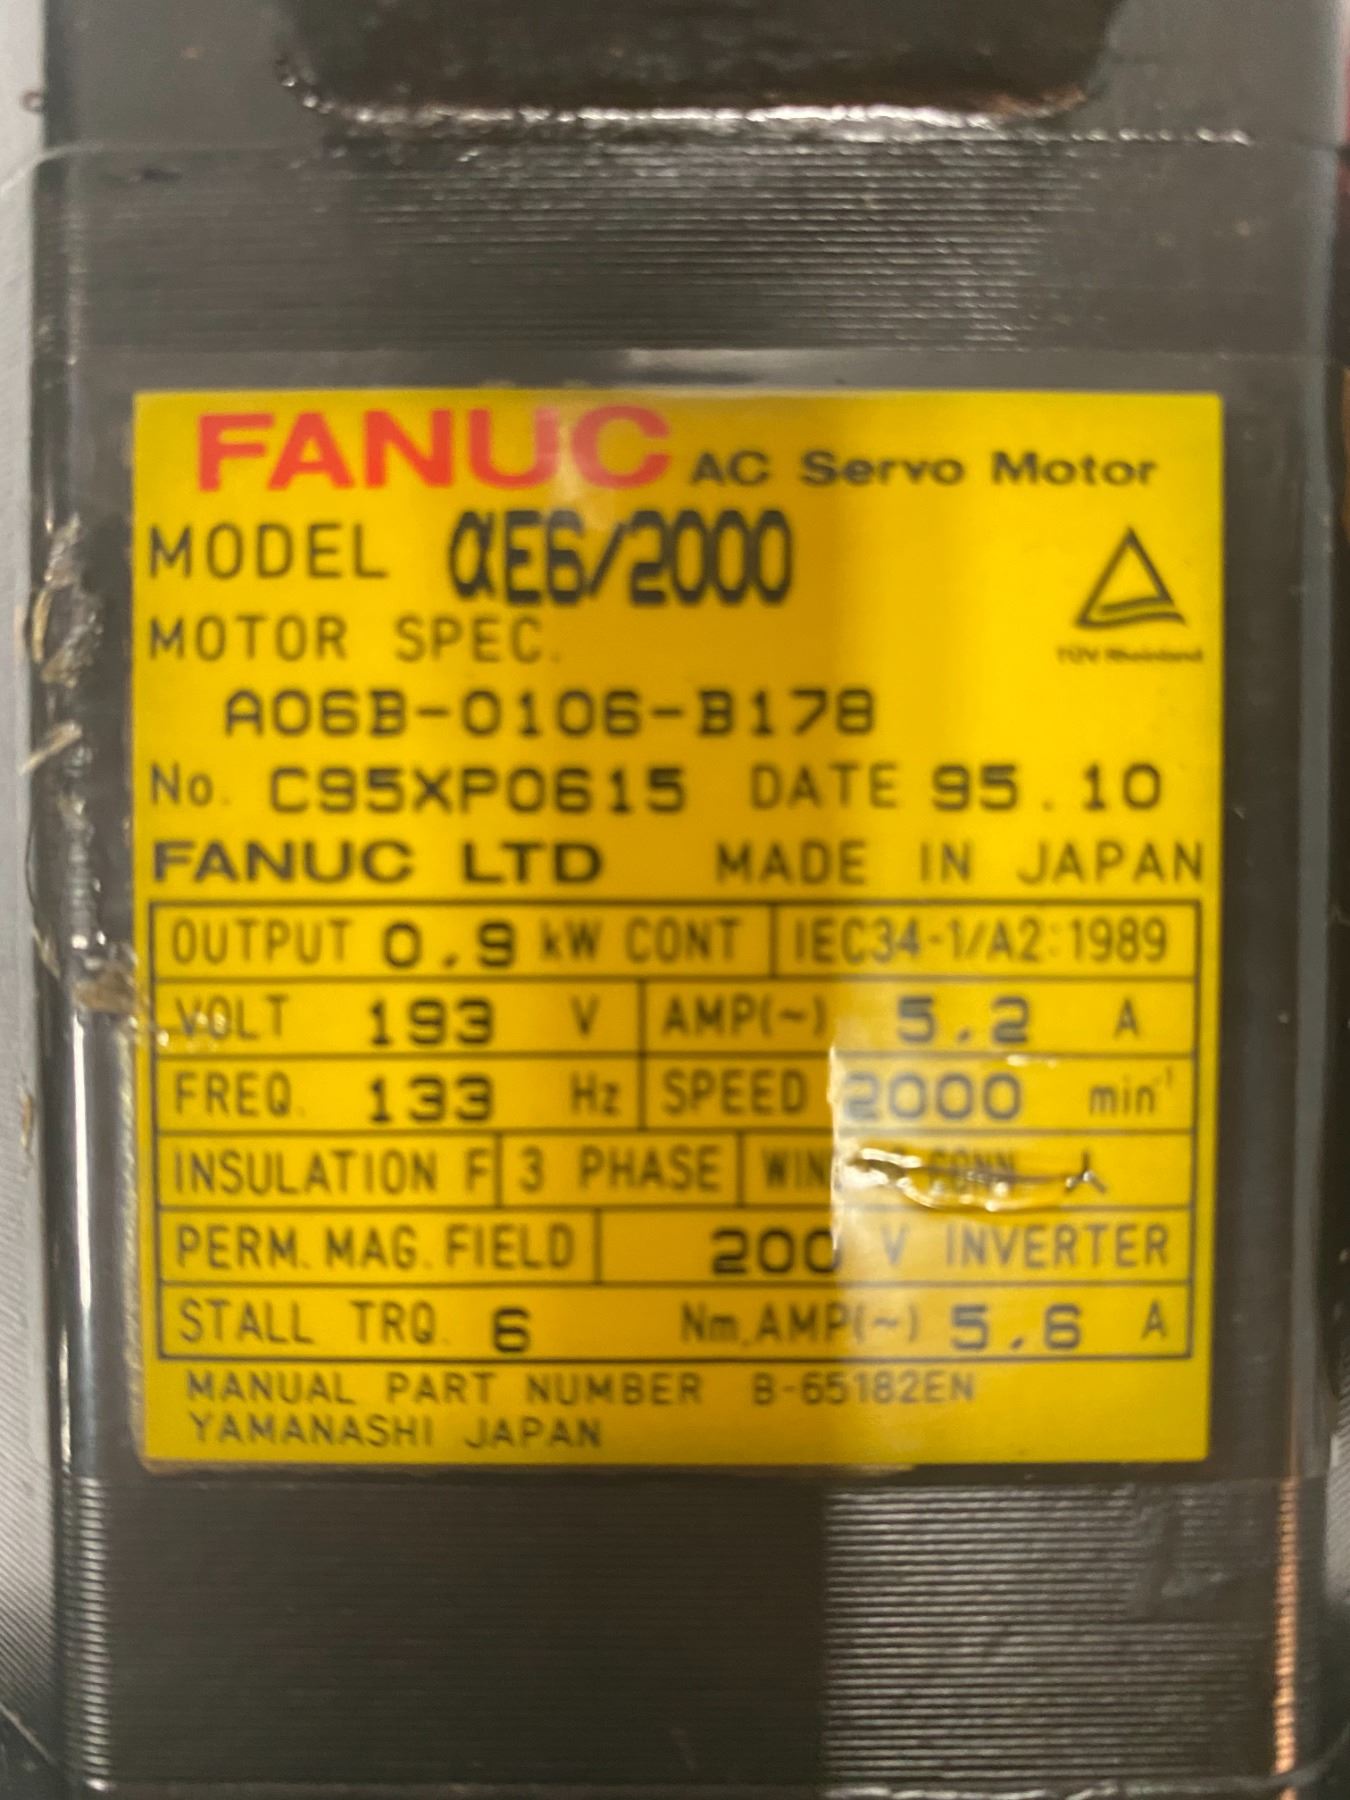 FANUC AC Servo Motor
MODEL αE6/2000
MOTOR SPEC.
TÜV Rheinland
A06B-0106-B178
No. C95XP0615 DATE 95.10
FANUC LTD MADE IN JAPAN
OUTPUT 0.9 kW CONT IEC34-1/A2:1989
VOLT 193 V AMP(~) 5.2 A
FREQ. 133 Hz SPEED 2000 min⁻¹
INSULATION F 3 PHASE CONN
PERM. MAG. FIELD 200 V INVERTER
STALL TRQ. 6 Nm, AMP(~) 5.6 A
MANUAL PART NUMBER B-65182EN
YAMANASHI JAPAN